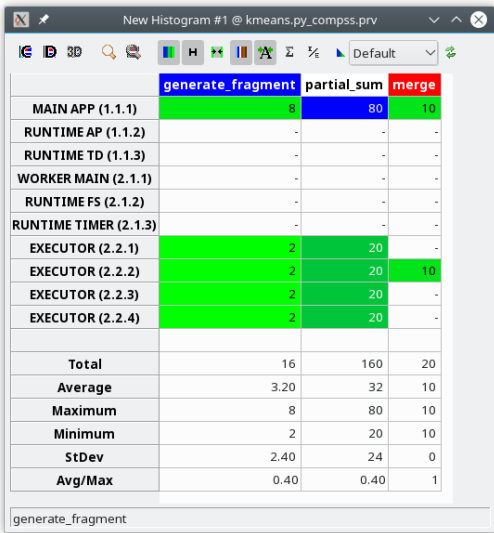 New Histogram #1 @ kmeans.py_compss.prv
3D Σ ½ Default
generate_fragment partial_sum merge
MAIN APP (1.1.1) 8 80 10
RUNTIME AP (1.1.2) - - -
RUNTIME TD (1.1.3) - - -
WORKER MAIN (2.1.1) - - -
RUNTIME FS (2.1.2) - - -
RUNTIME TIMER (2.1.3) - - -
EXECUTOR (2.2.1) 2 20 -
EXECUTOR (2.2.2) 2 20 10
EXECUTOR (2.2.3) 2 20 -
EXECUTOR (2.2.4) 2 20 -
Total 16 160 20
Average 3.20 32 10
Maximum 8 80 10
Minimum 2 20 10
StDev 2.40 24 0
Avg/Max 0.40 0.40 1
generate_fragment